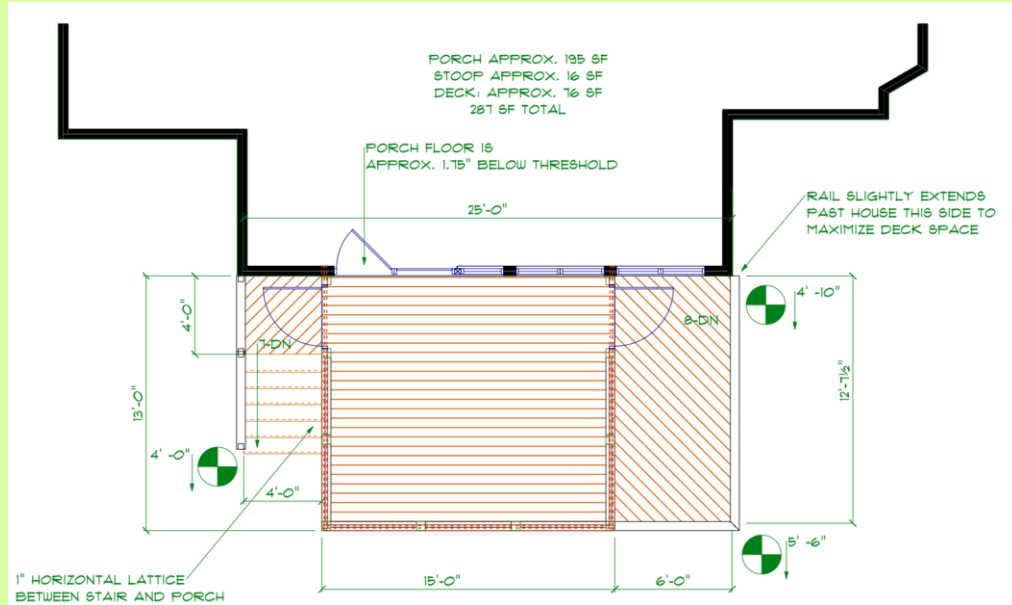 PORCH APPROX. 195 SF
STOOP APPROX. 16 SF
DECK: APPROX. 76 SF
287 SF TOTAL
PORCH FLOOR IS
APPROX. 1.75" BELOW THRESHOLD
RAIL SLIGHTLY EXTENDS
PAST HOUSE THIS SIDE TO
MAXIMIZE DECK SPACE
25'-0"
4' -10"
4'-0"
8-DN
7-DN
13'-0"
12'-7½"
4' -0"
4'-0"
5' -6"
1" HORIZONTAL LATTICE
BETWEEN STAIR AND PORCH
15'-0"
6'-0"